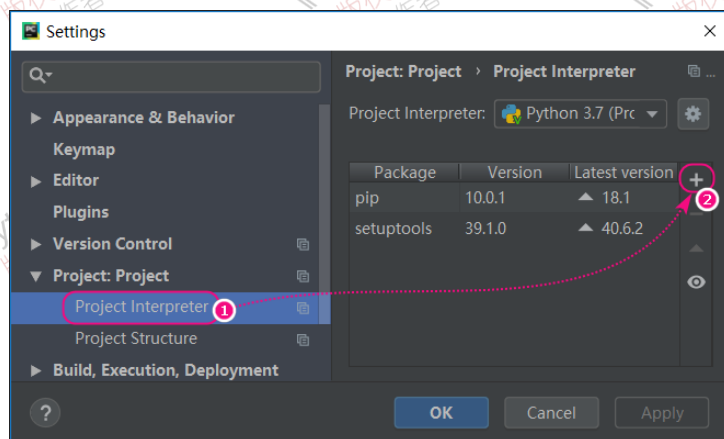 Settings
Project: Project › Project Interpreter
Appearance & Behavior
Project Interpreter: Python 3.7 (Prc
Keymap
Editor
Package Version Latest version
pip 10.0.1 18.1
Plugins
setuptools 39.1.0 40.6.2
Version Control
Project: Project
Project Interpreter 1
2
Project Structure
Build, Execution, Deployment
? OK Cancel Apply